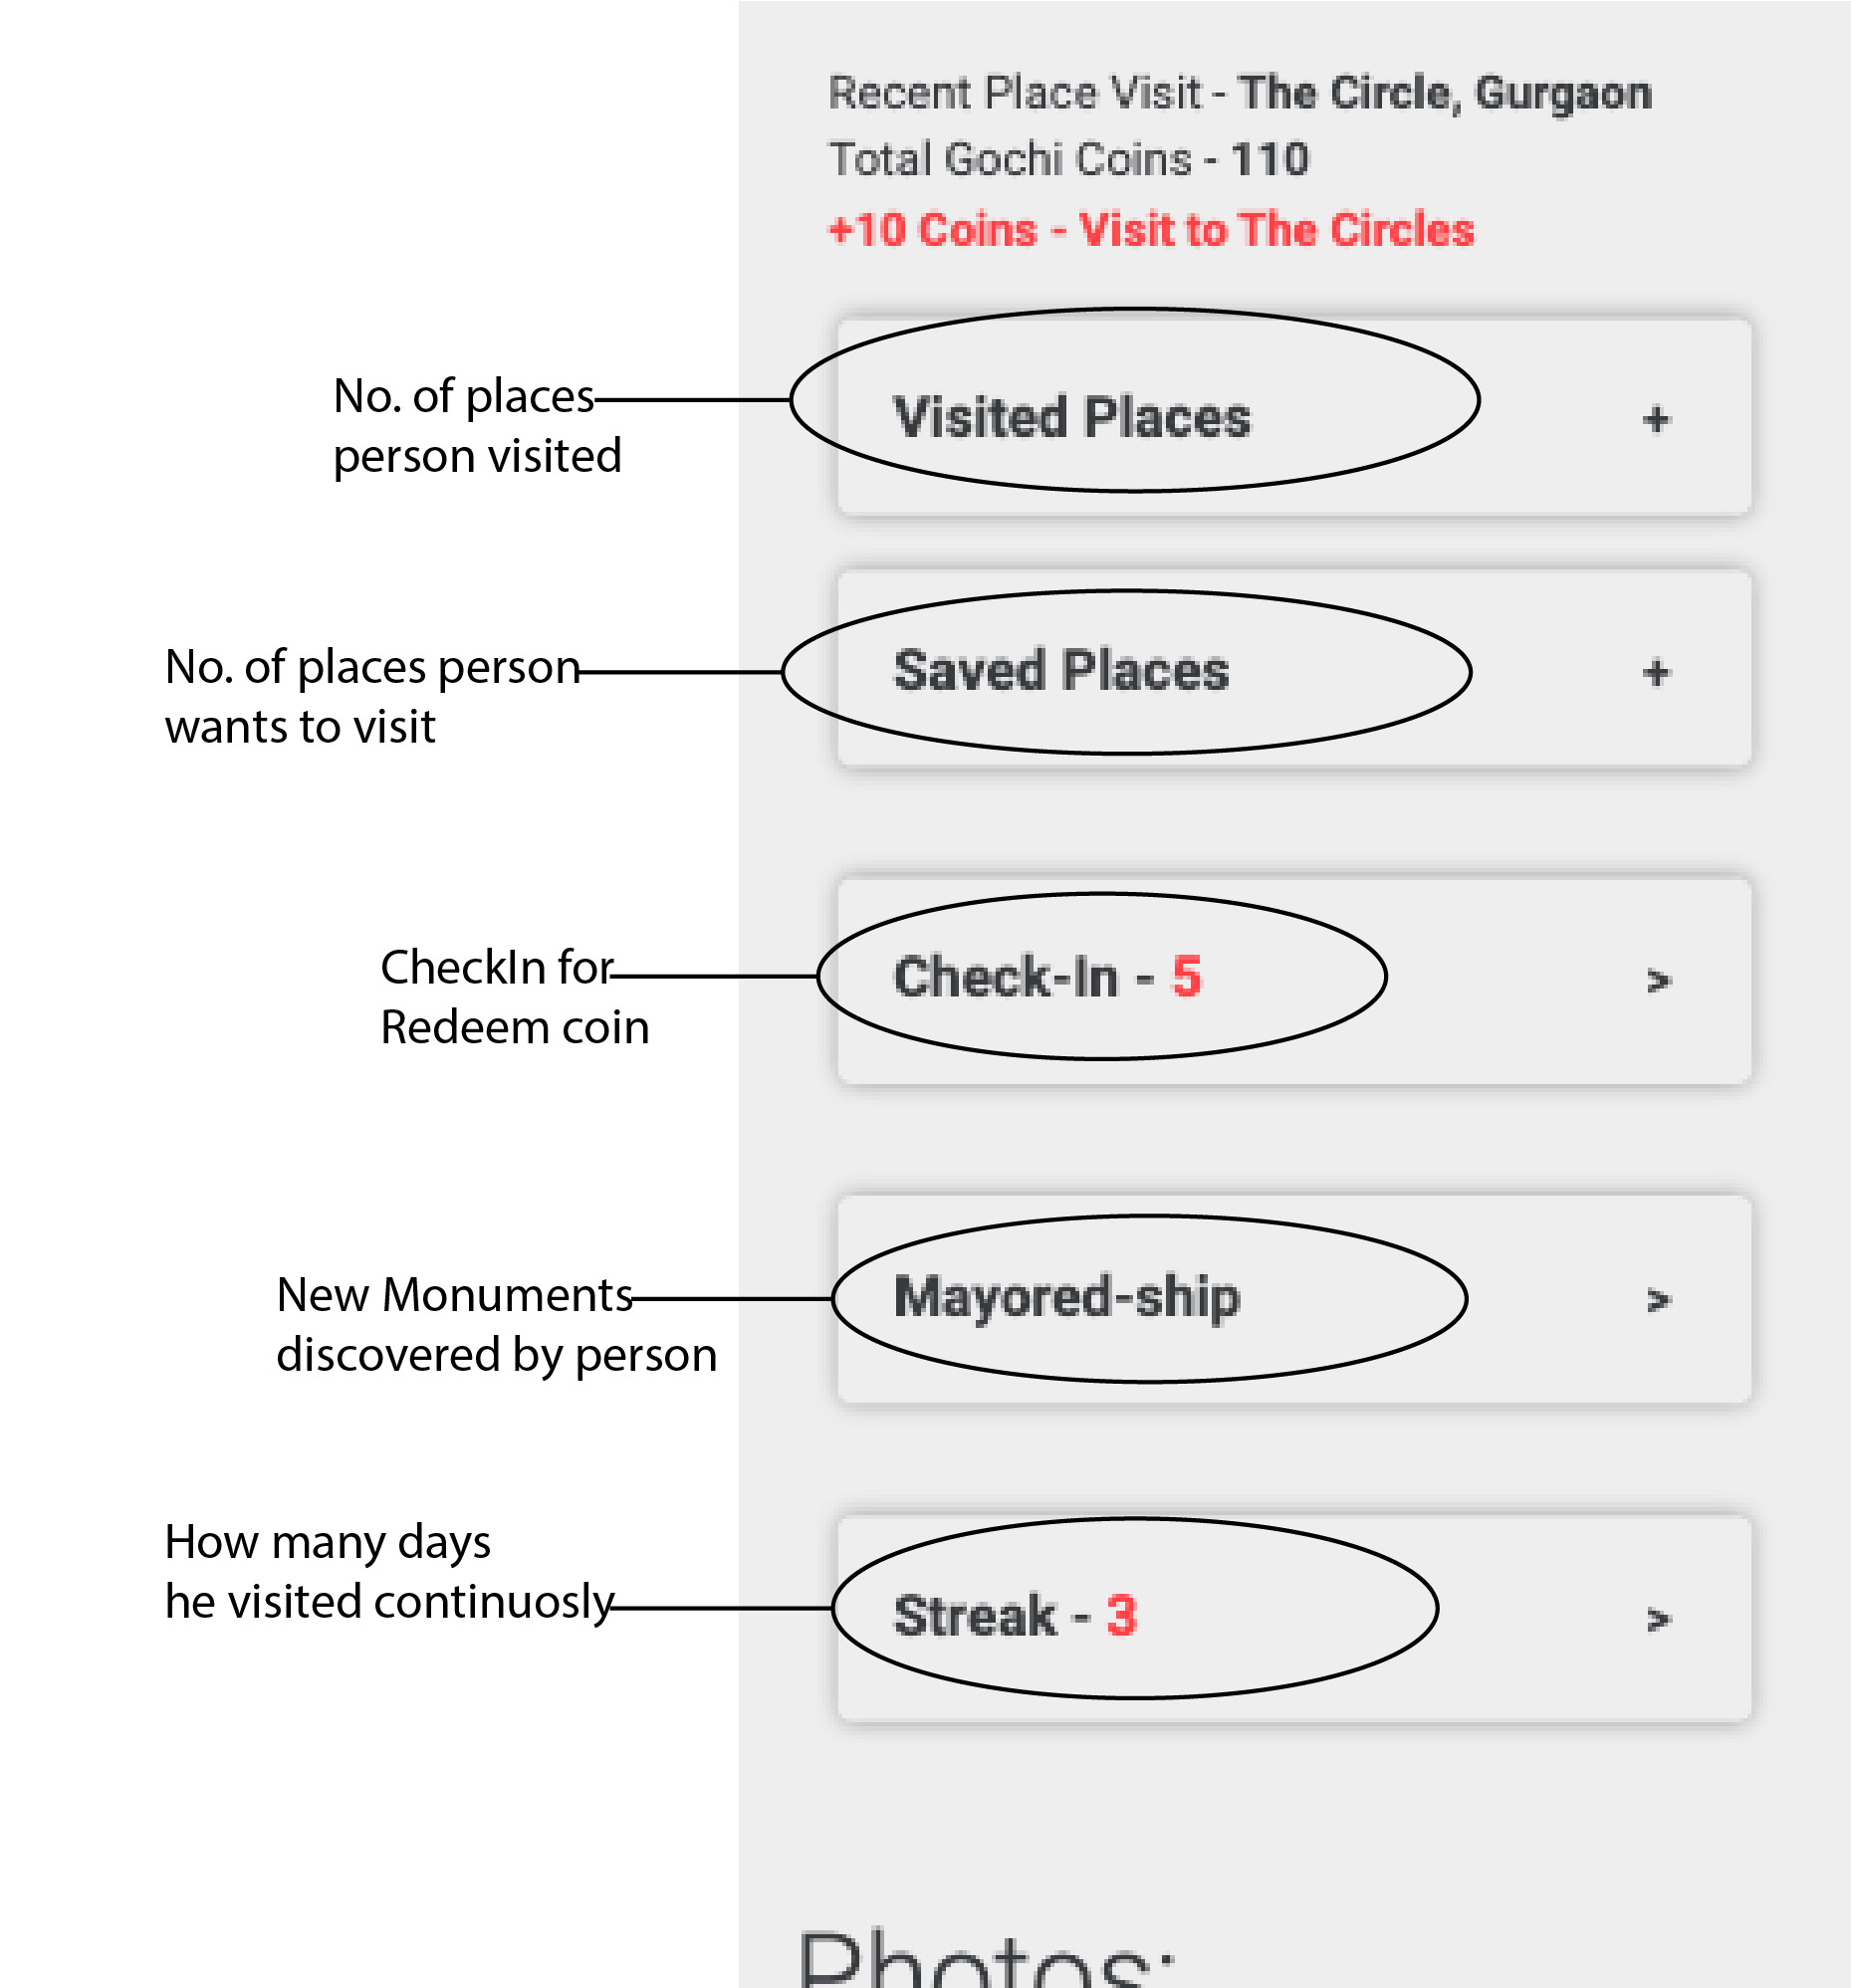 Recent Place Visit - The Circle, Gurgaon
Total Gochi Coins - 110
+10 Coins - Visit to The Circles
No. of places
person visited
Visited Places +
No. of places person
wants to visit
Saved Places +
CheckIn for
Redeem coin
Check-In - 5 >
New Monuments
discovered by person
Mayored-ship >
How many days
he visited continuosly
Streak - 3 >
Photos: